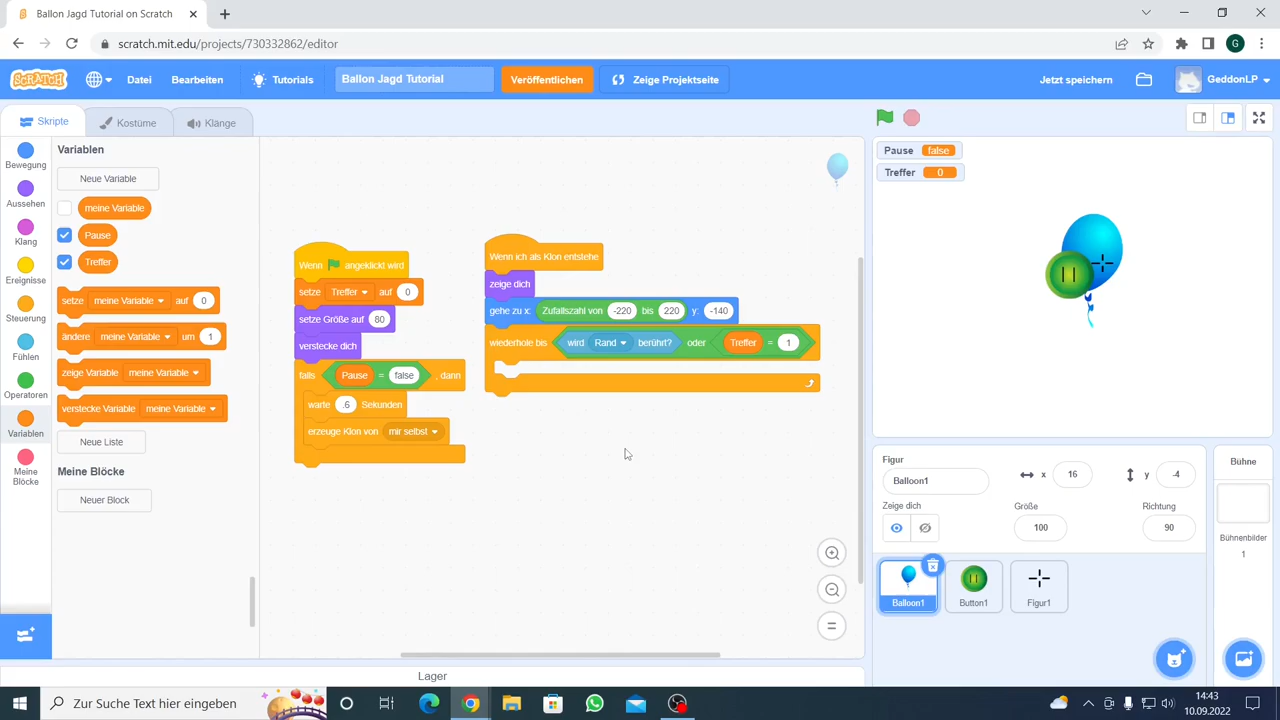 Ballon Jagd Tutorial on Scratch
scratch.mit.edu/projects/730332862/editor
G
SCRATCH
Datei
Bearbeiten
Tutorials
Ballon Jagd Tutorial
Veröffentlichen
Zeige Projektseite
Jetzt speichern
GeddonLP
Skripte
Kostüme
Klänge
Bewegung
Aussehen
Klang
Ereignisse
Steuerung
Fühlen
Operatoren
Variablen
Meine Blöcke
Variablen
Neue Variable
meine Variable
Pause
Treffer
setze meine Variable auf 0
ändere meine Variable um 1
zeige Variable meine Variable
verstecke Variable meine Variable
Neue Liste
Meine Blöcke
Neuer Block
Wenn angeklickt wird
setze Treffer auf 0
setze Größe auf 80
verstecke dich
falls Pause = false , dann
warte .6 Sekunden
erzeuge Klon von mir selbst
Wenn ich als Klon entstehe
zeige dich
gehe zu x: Zufallszahl von -220 bis 220 y: -140
wiederhole bis wird Rand berührt? oder Treffer = 1
Pause false
Treffer 0
Figur
Balloon1
x 16
y -4
Zeige dich
Größe
100
Richtung
90
Balloon1
Button1
Figur1
Bühne
Bühnenbilder
1
Lager
Zur Suche Text hier eingeben
14:43
10.09.2022